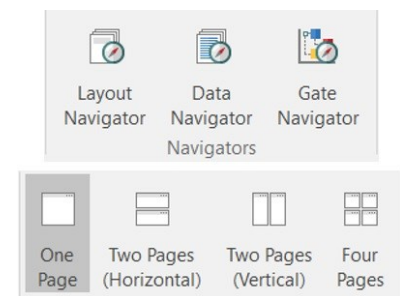 Layout Data Gate
Navigator Navigator Navigator
Navigators
One Two Pages Two Pages Four
Page (Horizontal) (Vertical) Pages